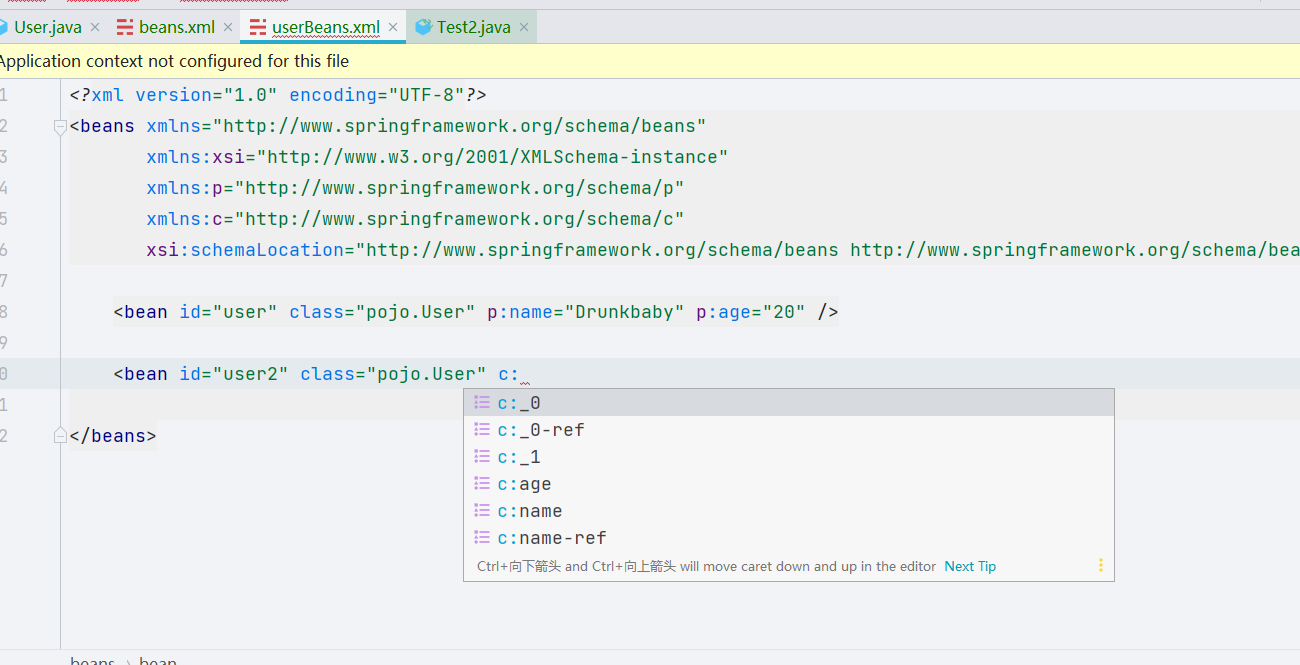 User.java
beans.xml
userBeans.xml
Test2.java
Application context not configured for this file
1 <?xml version="1.0" encoding="UTF-8"?>
2 <beans xmlns="http://www.springframework.org/schema/beans"
3 xmlns:xsi="http://www.w3.org/2001/XMLSchema-instance"
4 xmlns:p="http://www.springframework.org/schema/p"
5 xmlns:c="http://www.springframework.org/schema/c"
6 xsi:schemaLocation="http://www.springframework.org/schema/beans http://www.springframework.org/schema/bea
7
8 <bean id="user" class="pojo.User" p:name="Drunkbaby" p:age="20" />
9
0 <bean id="user2" class="pojo.User" c:
1
2 </beans>
c:_0
c:_0-ref
c:_1
c:age
c:name
c:name-ref
Ctrl+向下箭头 and Ctrl+向上箭头 will move caret down and up in the editor Next Tip
beans › bean